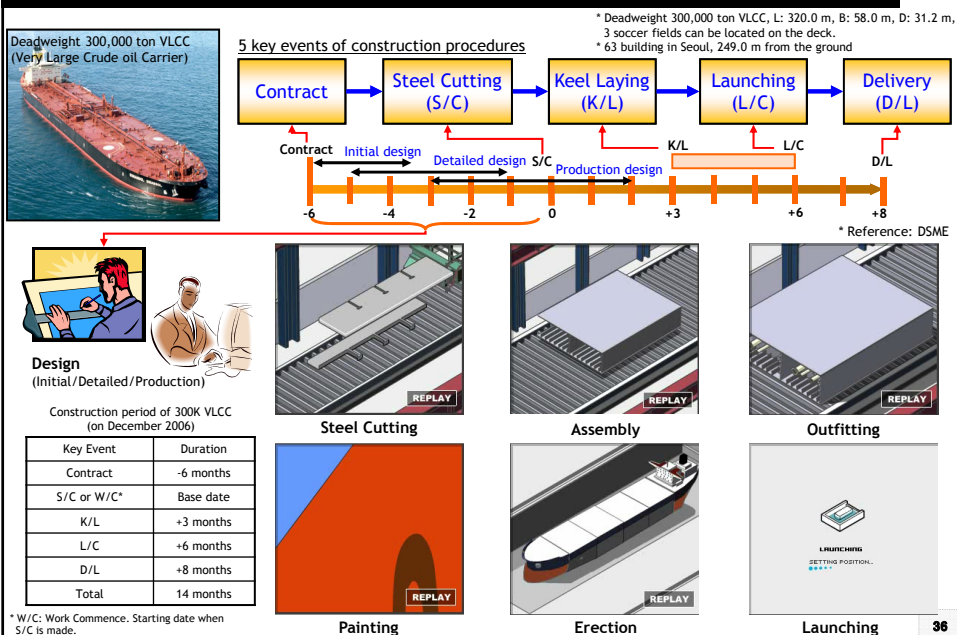 * Deadweight 300,000 ton VLCC, L: 320.0 m, B: 58.0 m, D: 31.2 m,
3 soccer fields can be located on the deck.
* 63 building in Seoul, 249.0 m from the ground
Deadweight 300,000 ton VLCC
(Very Large Crude oil Carrier)
5 key events of construction procedures
Contract
Steel Cutting
(S/C)
Keel Laying
(K/L)
Launching
(L/C)
Delivery
(D/L)
Contract
Initial design
Detailed design
S/C
Production design
K/L
L/C
D/L
-6
-4
-2
0
+3
+6
+8
* Reference: DSME
Design
(Initial/Detailed/Production)
REPLAY
Steel Cutting
REPLAY
Assembly
REPLAY
Outfitting
Construction period of 300K VLCC
(on December 2006)
Key Event Duration
Contract -6 months
S/C or W/C* Base date
K/L +3 months
L/C +6 months
D/L +8 months
Total 14 months
* W/C: Work Commence. Starting date when
S/C is made.
REPLAY
Painting
REPLAY
Erection
LAUNCHING
SETTING POSITION...
Launching
36